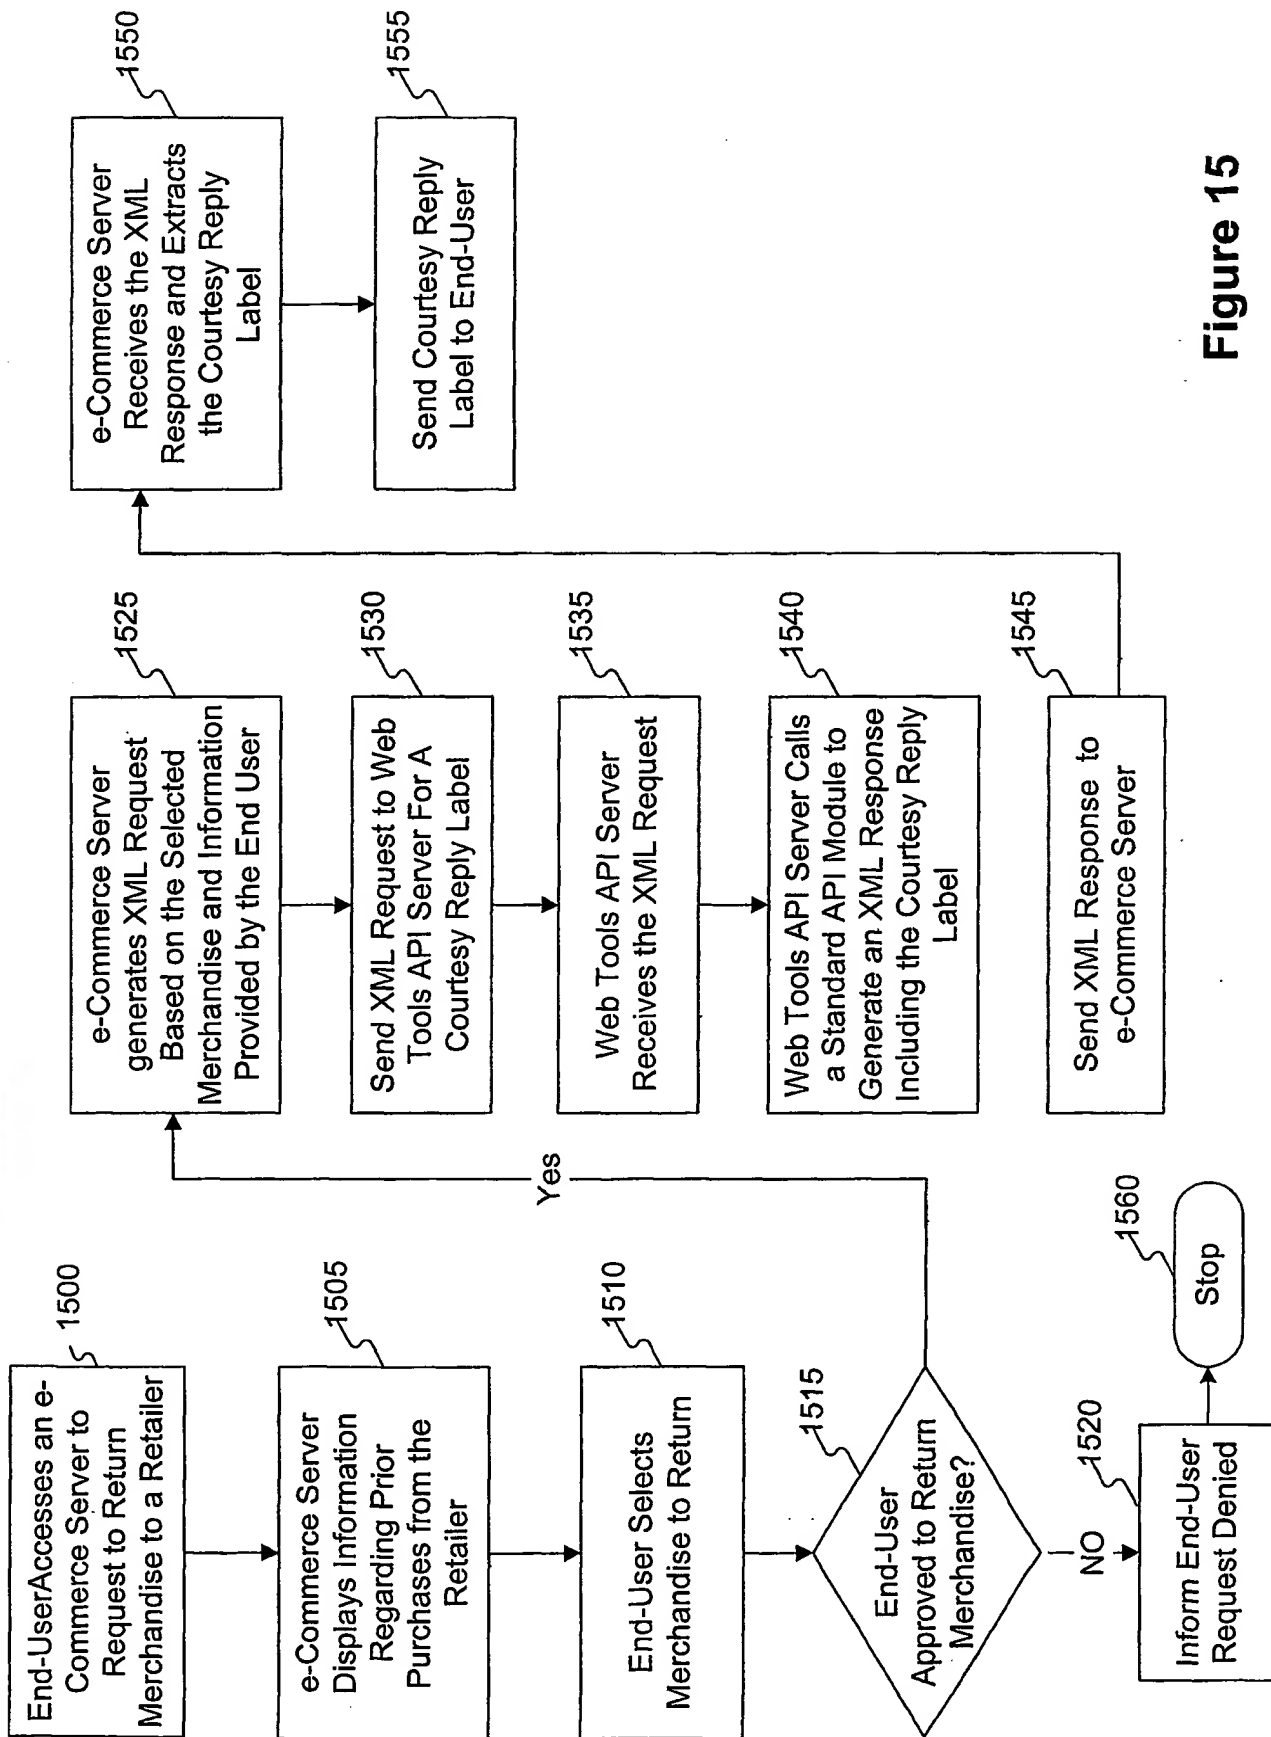 1500
End-UserAccesses an e-
Commerce Server to
Request to Return
Merchandise to a Retailer
1505
e-Commerce Server
Displays Information
Regarding Prior
Purchases from the
Retailer
1510
End-User Selects
Merchandise to Return
1515
End-User
Approved to Return
Merchandise?
NO
1520
Inform End-User
Request Denied
1560
Stop
Yes
1525
e-Commerce Server
generates XML Request
Based on the Selected
Merchandise and Information
Provided by the End User
1530
Send XML Request to Web
Tools API Server For A
Courtesy Reply Label
1535
Web Tools API Server
Receives the XML Request
1540
Web Tools API Server Calls
a Standard API Module to
Generate an XML Response
Including the Courtesy Reply
Label
1545
Send XML Response to
e-Commerce Server
1550
e-Commerce Server
Receives the XML
Response and Extracts
the Courtesy Reply
Label
1555
Send Courtesy Reply
Label to End-User
Figure 15